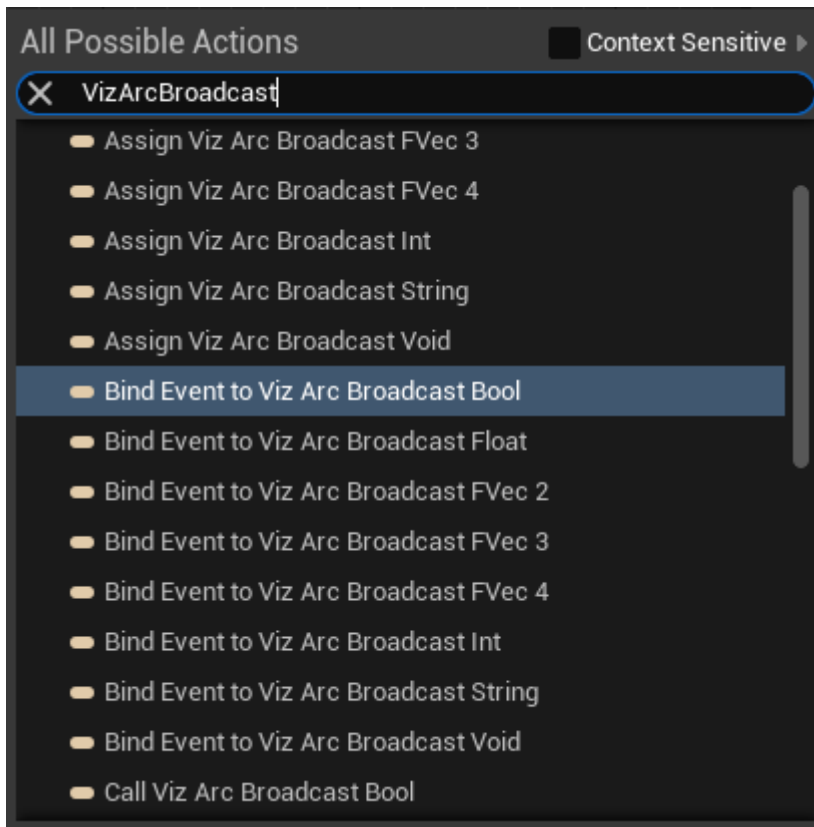 All Possible Actions Context Sensitive
VizArcBroadcast
Assign Viz Arc Broadcast FVec 3
Assign Viz Arc Broadcast FVec 4
Assign Viz Arc Broadcast Int
Assign Viz Arc Broadcast String
Assign Viz Arc Broadcast Void
Bind Event to Viz Arc Broadcast Bool
Bind Event to Viz Arc Broadcast Float
Bind Event to Viz Arc Broadcast FVec 2
Bind Event to Viz Arc Broadcast FVec 3
Bind Event to Viz Arc Broadcast FVec 4
Bind Event to Viz Arc Broadcast Int
Bind Event to Viz Arc Broadcast String
Bind Event to Viz Arc Broadcast Void
Call Viz Arc Broadcast Bool